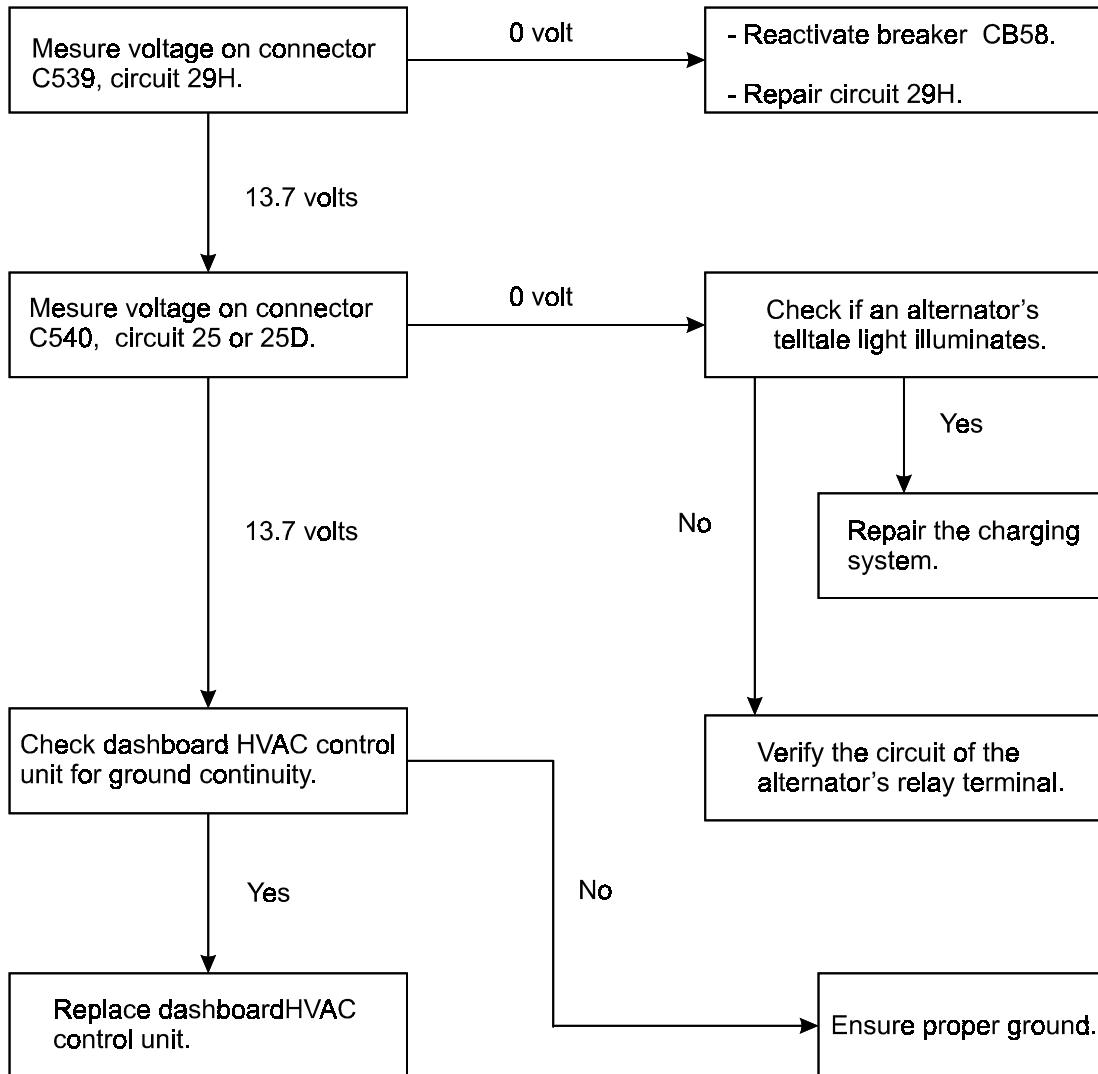 Mesure voltage on connector
C539, circuit 29H.
0 volt
- Reactivate breaker CB58.
- Repair circuit 29H.
13.7 volts
Mesure voltage on connector
C540, circuit 25 or 25D.
0 volt
Check if an alternator's
telltale light illuminates.
Yes
13.7 volts
No
Repair the charging
system.
Check dashboard HVAC control
unit for ground continuity.
Verify the circuit of the
alternator's relay terminal.
Yes
No
Replace dashboardHVAC
control unit.
Ensure proper ground.